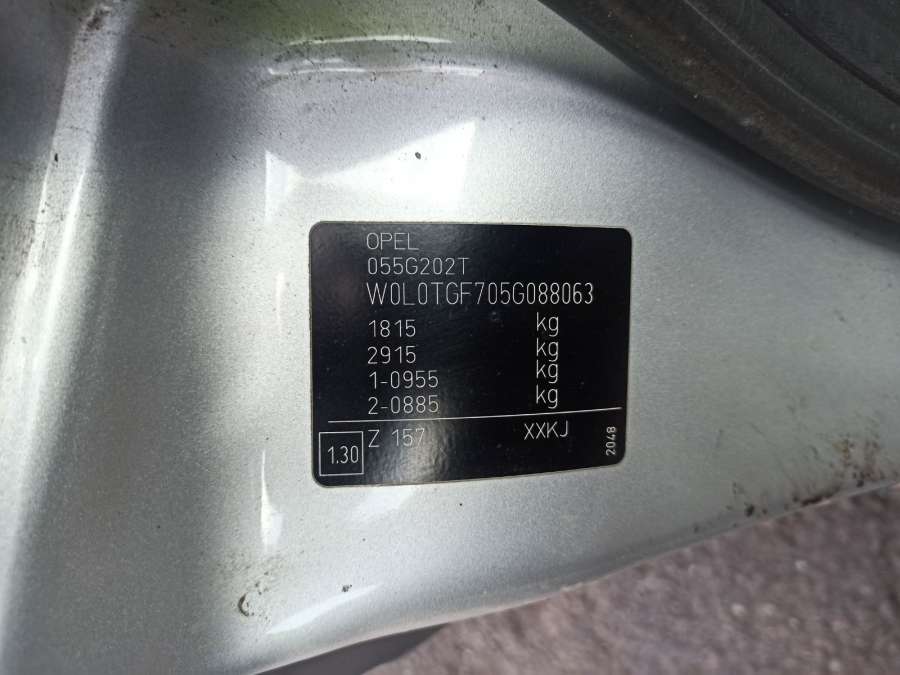 OPEL
055G202T
W0L0TGF705G088063
1815 kg
2915 kg
1-0955 kg
2-0885 kg
1.30 Z 157 XXKJ 2048